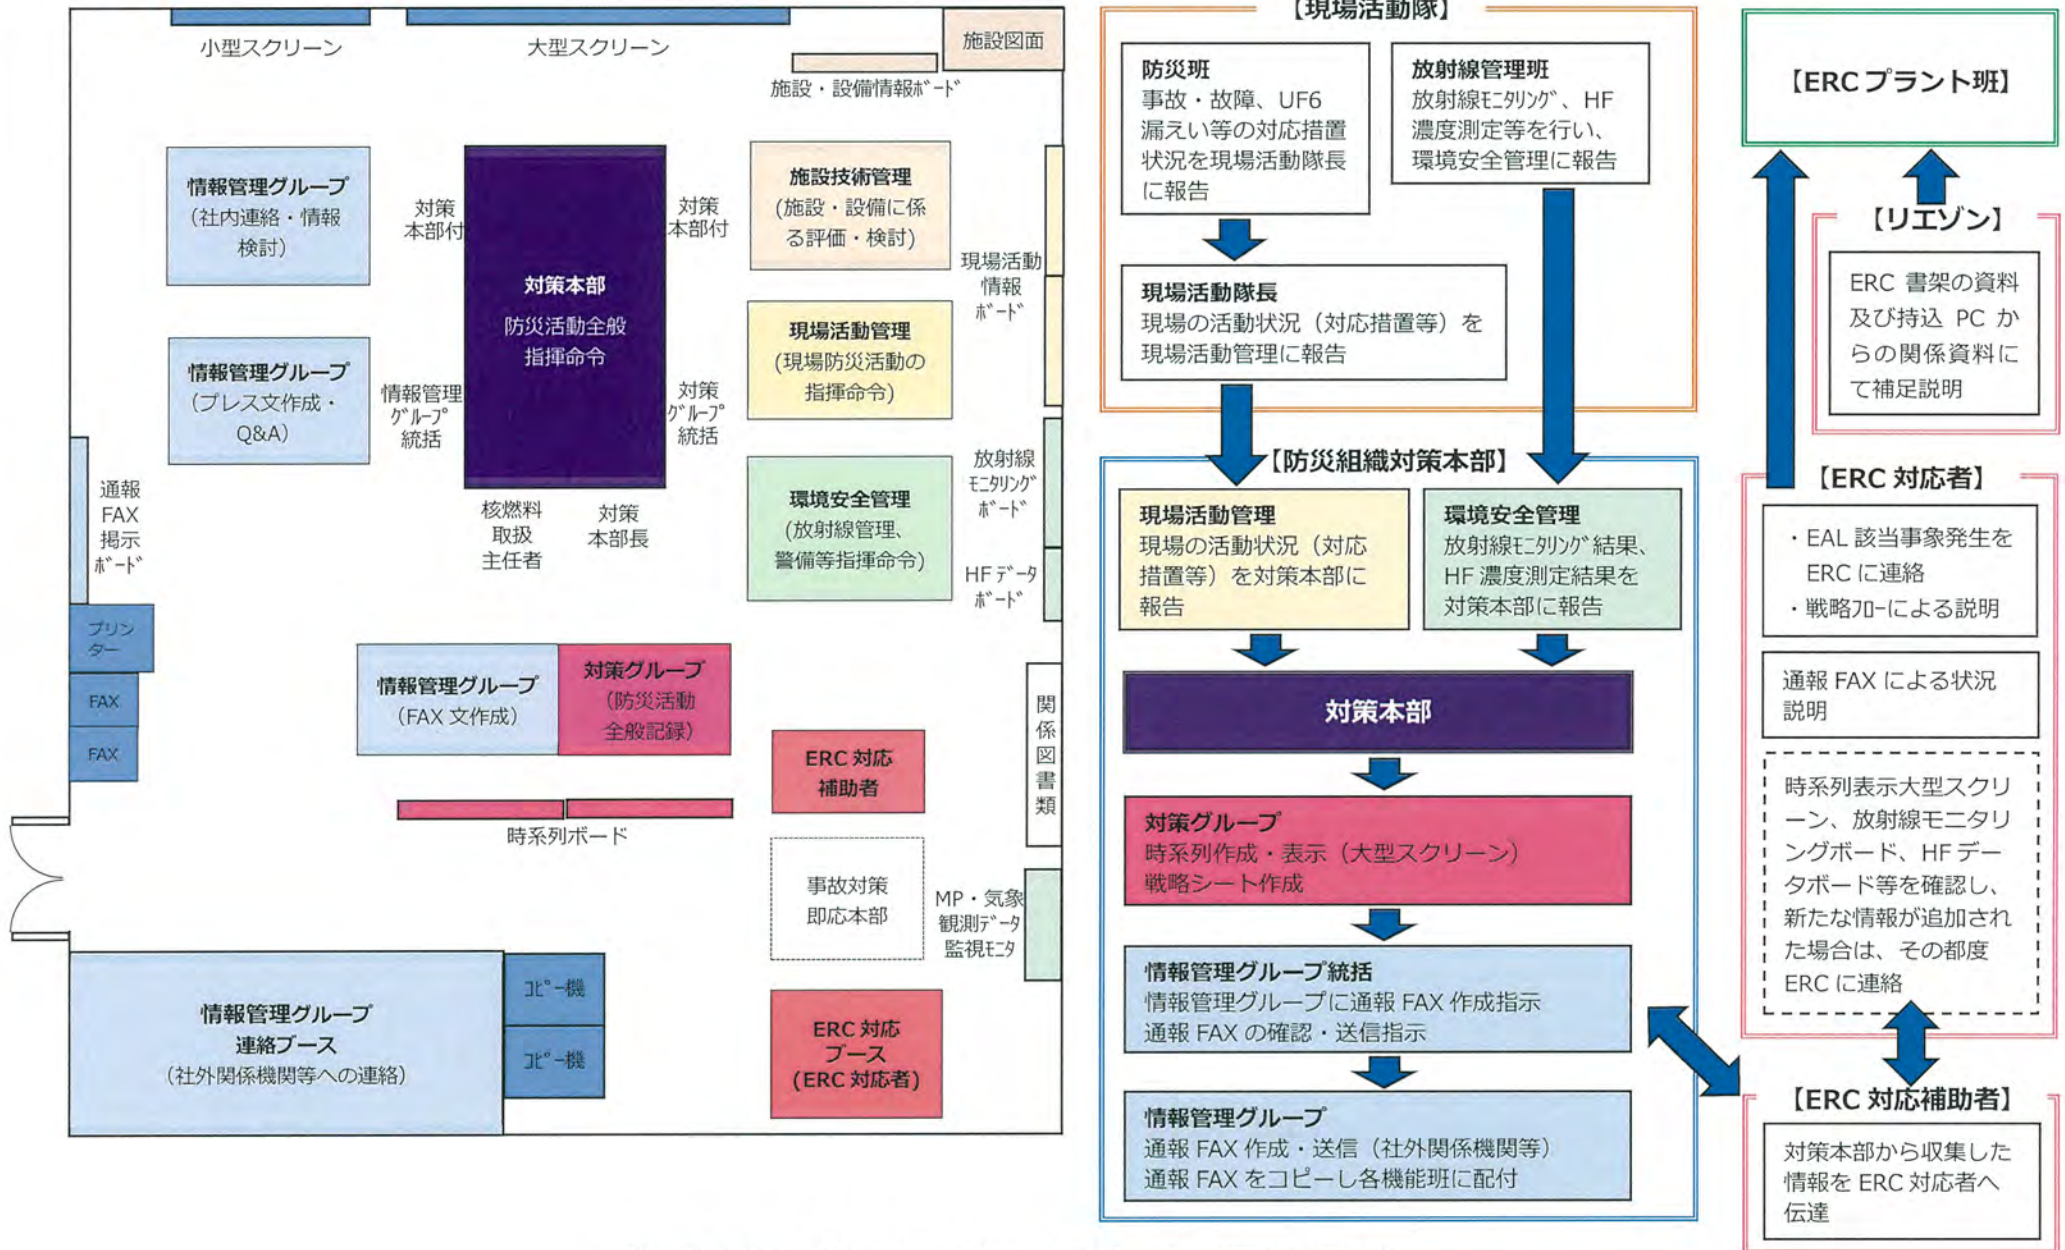 小型スクリーン
大型スクリーン
施設図面
施設・設備情報ﾎﾞｰﾄﾞ
情報管理グループ
（社内連絡・情報
検討）
対策
本部付
対策本部
防災活動全般
指揮命令
対策
本部付
施設技術管理
(施設・設備に係
る評価・検討)
現場活動
情報
ﾎﾞｰﾄﾞ
情報管理グループ
（プレス文作成・
Q&A）
情報管理
ｸﾞﾙｰﾌﾟ
統括
対策
ｸﾞﾙｰﾌﾟ
統括
現場活動管理
(現場防災活動の
指揮命令)
通報
FAX
掲示
ﾎﾞｰﾄﾞ
核燃料
取扱
主任者
対策
本部長
環境安全管理
(放射線管理、
警備等指揮命令)
放射線
ﾓﾆﾀﾘﾝｸﾞ
ﾎﾞｰﾄﾞ
HF ﾃﾞｰﾀ
ﾎﾞｰﾄﾞ
プリン
ター
FAX
FAX
情報管理グループ
（FAX 文作成）
対策グループ
（防災活動
全般記録）
時系列ボード
ERC 対応
補助者
関係図書類
事故対策
即応本部
MP・気象
観測ﾃﾞｰﾀ
監視ﾓﾆﾀ
情報管理グループ
連絡ブース
（社外関係機関等への連絡）
ｺﾋﾟｰ機
ｺﾋﾟｰ機
ERC 対応
ブース
(ERC 対応者)
【現場活動隊】
防災班
事故・故障、UF6
漏えい等の対応措置
状況を現場活動隊長
に報告
放射線管理班
放射線ﾓﾆﾀﾘﾝｸﾞ、HF
濃度測定等を行い、
環境安全管理に報告
現場活動隊長
現場の活動状況（対応措置等）を
現場活動管理に報告
【防災組織対策本部】
現場活動管理
現場の活動状況（対応
措置等）を対策本部に
報告
環境安全管理
放射線ﾓﾆﾀﾘﾝｸﾞ結果、
HF 濃度測定結果を
対策本部に報告
対策本部
対策グループ
時系列作成・表示（大型スクリーン）
戦略シート作成
情報管理グループ統括
情報管理グループに通報 FAX 作成指示
通報 FAX の確認・送信指示
情報管理グループ
通報 FAX 作成・送信（社外関係機関等）
通報 FAX をコピーし各機能班に配付
【ERC プラント班】
【リエゾン】
ERC 書架の資料
及び持込 PC か
らの関係資料に
て補足説明
【ERC 対応者】
・EAL 該当事象発生を
ERC に連絡
・戦略ﾌﾛｰによる説明
通報 FAX による状況
説明
時系列表示大型スクリ
ーン、放射線モニタリ
ングボード、HF デー
タボード等を確認し、
新たな情報が追加され
た場合は、その都度
ERC に連絡
【ERC 対応補助者】
対策本部から収集した
情報を ERC 対応者へ
伝達